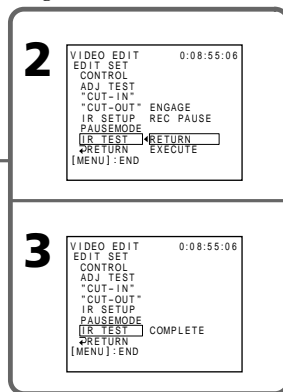 2
VIDEO EDIT 0:08:55:06
EDIT SET
CONTROL
ADJ TEST
"CUT-IN"
"CUT-OUT" ENGAGE
IR SETUP REC PAUSE
PAUSEMODE
IR TEST RETURN
RETURN EXECUTE
[MENU] : END
3
VIDEO EDIT 0:08:55:06
EDIT SET
CONTROL
ADJ TEST
"CUT-IN"
"CUT-OUT"
IR SETUP
PAUSEMODE
IR TEST COMPLETE
RETURN
[MENU] : END